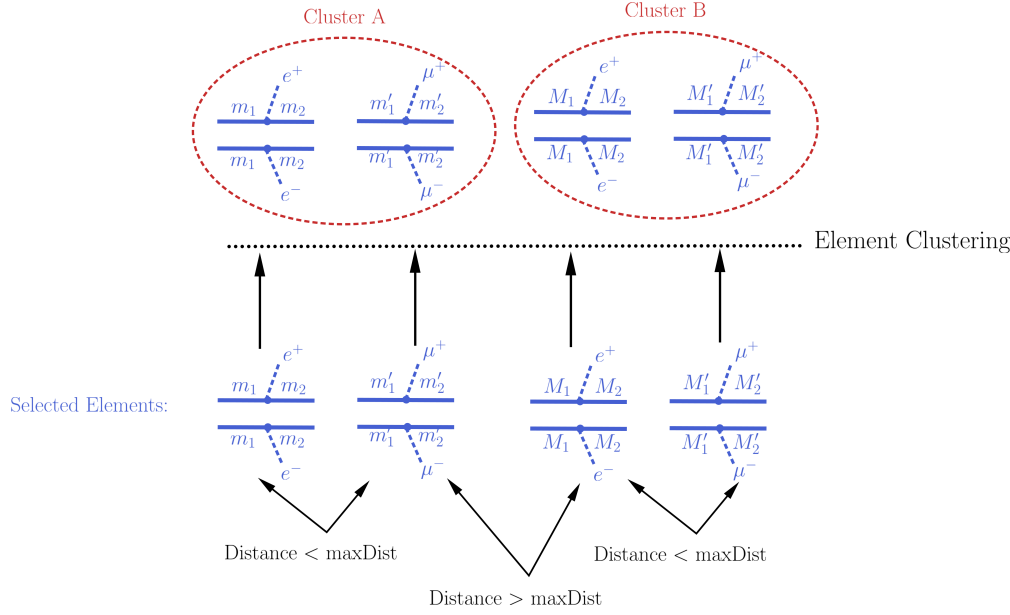 Cluster A
Cluster B
e⁺ μ⁺ e⁺ μ⁺
m₁ m₂ m′₁ m′₂ M₁ M₂ M′₁ M′₂
m₁ m₂ m′₁ m′₂ M₁ M₂ M′₁ M′₂
e⁻ μ⁻ e⁻ μ⁻
Element Clustering
e⁺ μ⁺ e⁺ μ⁺
m₁ m₂ m′₁ m′₂ M₁ M₂ M′₁ M′₂
Selected Elements:
m₁ m₂ m′₁ m′₂ M₁ M₂ M′₁ M′₂
e⁻ μ⁻ e⁻ μ⁻
Distance < maxDist
Distance < maxDist
Distance > maxDist